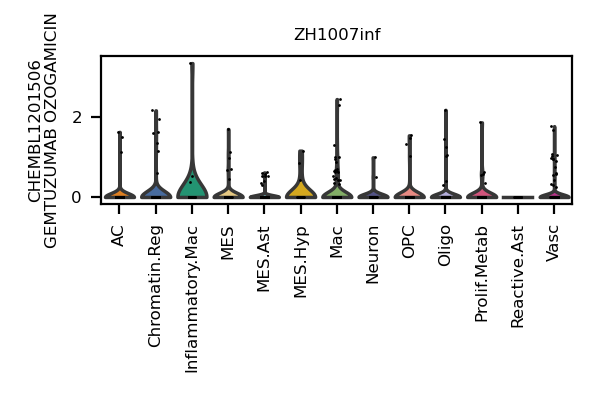 ZH1007inf
CHEMBL1201506
GEMTUZUMAB OZOGAMICIN
2
0
AC
Chromatin.Reg
Inflammatory.Mac
MES
MES.Ast
MES.Hyp
Mac
Neuron
OPC
Oligo
Prolif.Metab
Reactive.Ast
Vasc